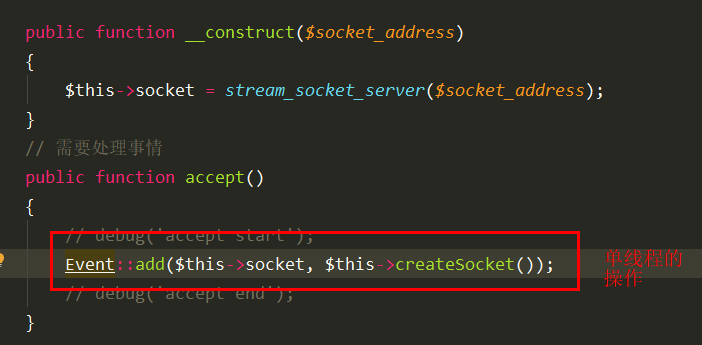 public function __construct($socket_address)
{
$this->socket = stream_socket_server($socket_address);
}
// 需要处理事情
public function accept()
{
// debug('accept start');
Event::add($this->socket, $this->createSocket());
单线程的
操作
// debug('accept end');
}